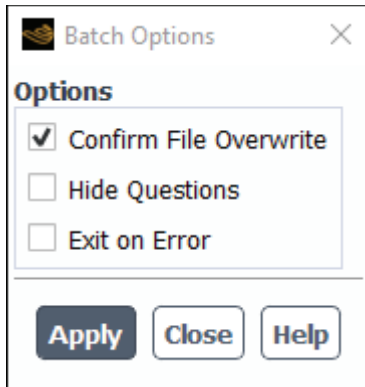 Batch Options
Options
Confirm File Overwrite
Hide Questions
Exit on Error
Apply Close Help